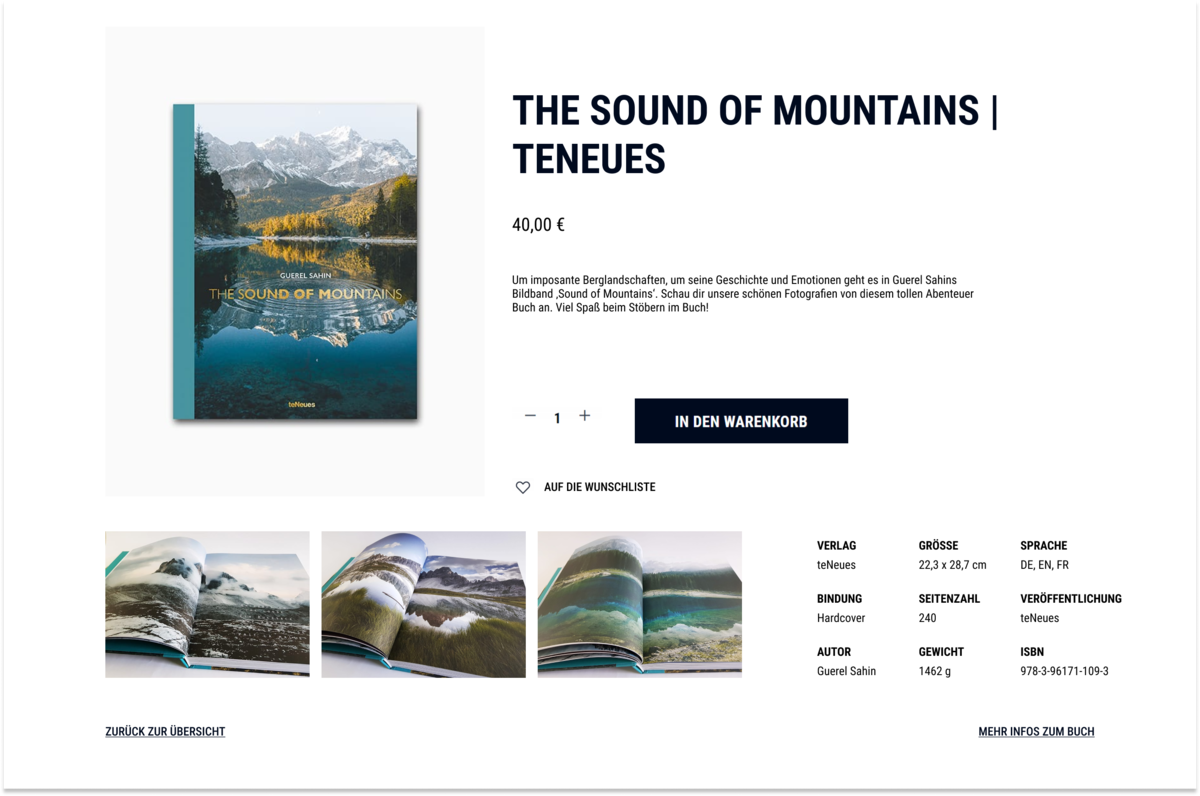 GUEREL SAHIN
THE SOUND OF MOUNTAINS
teNeues
THE SOUND OF MOUNTAINS |
TENEUES
40,00 €
Um imposante Berglandschaften, um seine Geschichte und Emotionen geht es in Guerel Sahins
Bildband ‚Sound of Mountains‘. Schau dir unsere schönen Fotografien von diesem tollen Abenteuer
Buch an. Viel Spaß beim Stöbern im Buch!
1
IN DEN WARENKORB
AUF DIE WUNSCHLISTE
VERLAG GRÖSSE SPRACHE
teNeues 22,3 x 28,7 cm DE, EN, FR
BINDUNG SEITENZAHL VERÖFFENTLICHUNG
Hardcover 240 teNeues
AUTOR GEWICHT ISBN
Guerel Sahin 1462 g 978-3-96171-109-3
ZURÜCK ZUR ÜBERSICHT MEHR INFOS ZUM BUCH